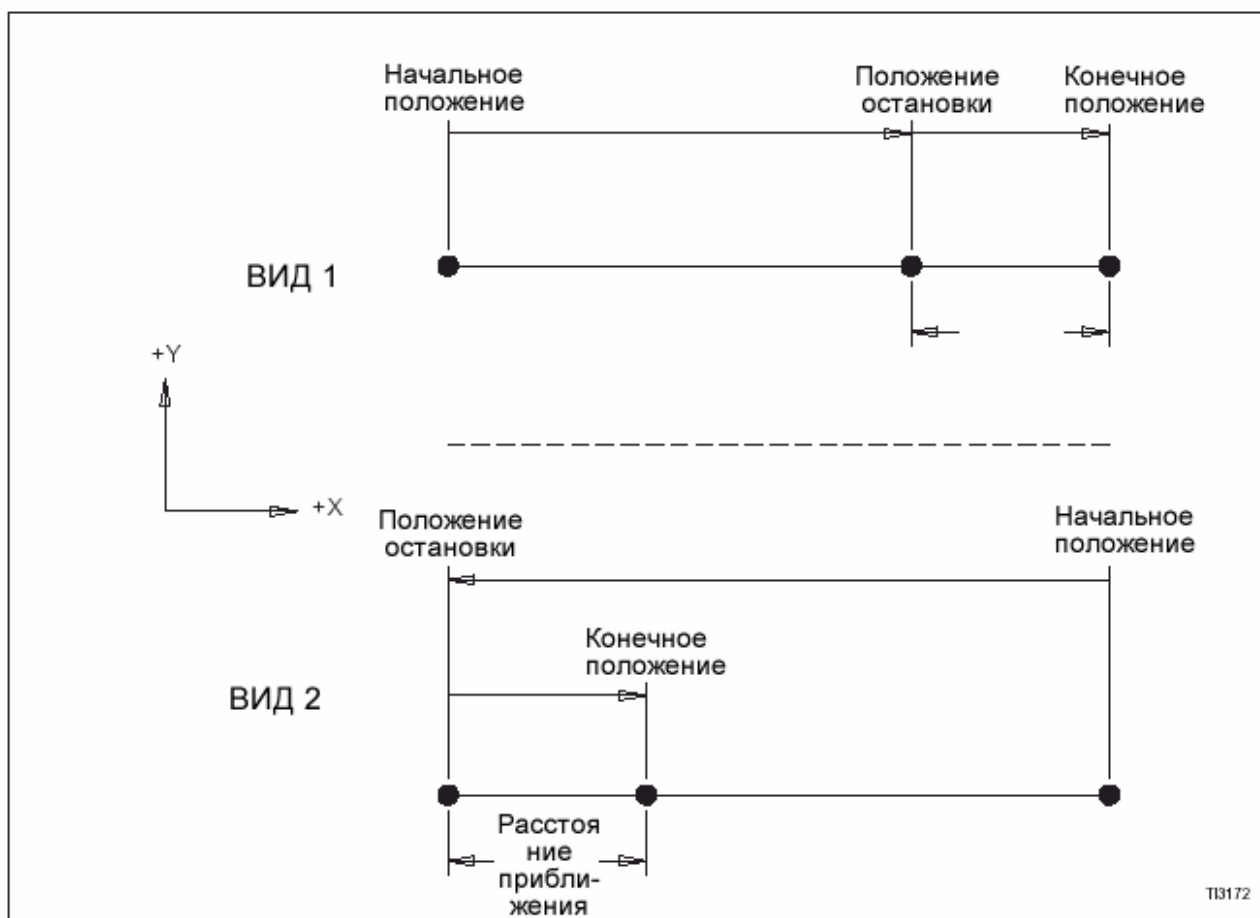 Начальное
положение
Положение
остановки
Конечное
положение
ВИД 1
+Y
+X
Положение
остановки
Начальное
положение
Конечное
положение
ВИД 2
Расстоя
ние
прибли-
жения
TI3172